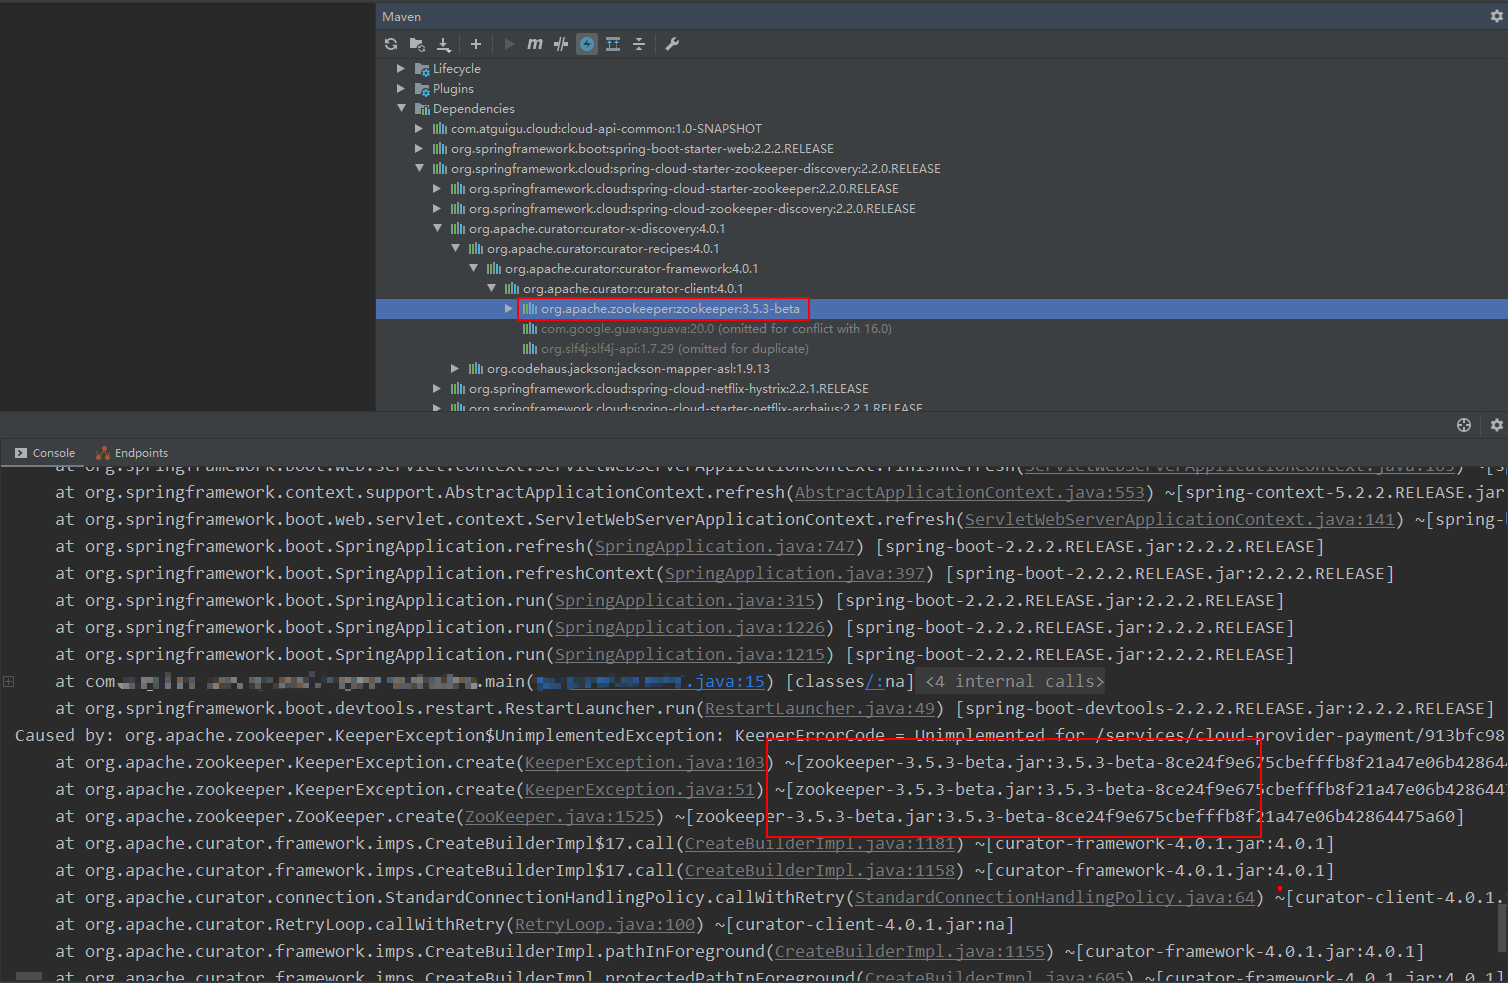 Maven
Lifecycle
Plugins
Dependencies
com.atguigu.cloud:cloud-api-common:1.0-SNAPSHOT
org.springframework.boot:spring-boot-starter-web:2.2.2.RELEASE
org.springframework.cloud:spring-cloud-starter-zookeeper-discovery:2.2.0.RELEASE
org.springframework.cloud:spring-cloud-starter-zookeeper:2.2.0.RELEASE
org.springframework.cloud:spring-cloud-zookeeper-discovery:2.2.0.RELEASE
org.apache.curator:curator-x-discovery:4.0.1
org.apache.curator:curator-recipes:4.0.1
org.apache.curator:curator-framework:4.0.1
org.apache.curator:curator-client:4.0.1
org.apache.zookeeper:zookeeper:3.5.3-beta
com.google.guava:guava:20.0 (omitted for conflict with 16.0)
org.slf4j:slf4j-api:1.7.29 (omitted for duplicate)
org.codehaus.jackson:jackson-mapper-asl:1.9.13
org.springframework.cloud:spring-cloud-netflix-hystrix:2.2.1.RELEASE
org.springframework.cloud:spring-cloud-starter-netflix-archaius:2.2.1.RELEASE
Console Endpoints
at org.springframework.boot.web.servlet.context.ServletWebServerApplicationContext.finishRefresh(ServletWebServerApplicationContext.java:165) ~[sp
at org.springframework.context.support.AbstractApplicationContext.refresh(AbstractApplicationContext.java:553) ~[spring-context-5.2.2.RELEASE.jar
at org.springframework.boot.web.servlet.context.ServletWebServerApplicationContext.refresh(ServletWebServerApplicationContext.java:141) ~[spring-
at org.springframework.boot.SpringApplication.refresh(SpringApplication.java:747) [spring-boot-2.2.2.RELEASE.jar:2.2.2.RELEASE]
at org.springframework.boot.SpringApplication.refreshContext(SpringApplication.java:397) [spring-boot-2.2.2.RELEASE.jar:2.2.2.RELEASE]
at org.springframework.boot.SpringApplication.run(SpringApplication.java:315) [spring-boot-2.2.2.RELEASE.jar:2.2.2.RELEASE]
at org.springframework.boot.SpringApplication.run(SpringApplication.java:1226) [spring-boot-2.2.2.RELEASE.jar:2.2.2.RELEASE]
at org.springframework.boot.SpringApplication.run(SpringApplication.java:1215) [spring-boot-2.2.2.RELEASE.jar:2.2.2.RELEASE]
at com .main( .java:15) [classes/:na] <4 internal calls>
at org.springframework.boot.devtools.restart.RestartLauncher.run(RestartLauncher.java:49) [spring-boot-devtools-2.2.2.RELEASE.jar:2.2.2.RELEASE]
Caused by: org.apache.zookeeper.KeeperException$UnimplementedException: KeeperErrorCode = Unimplemented for /services/cloud-provider-payment/913bfc98
at org.apache.zookeeper.KeeperException.create(KeeperException.java:103) ~[zookeeper-3.5.3-beta.jar:3.5.3-beta-8ce24f9e675cbefffb8f21a47e06b42864
at org.apache.zookeeper.KeeperException.create(KeeperException.java:51) ~[zookeeper-3.5.3-beta.jar:3.5.3-beta-8ce24f9e675cbefffb8f21a47e06b428644
at org.apache.zookeeper.ZooKeeper.create(ZooKeeper.java:1525) ~[zookeeper-3.5.3-beta.jar:3.5.3-beta-8ce24f9e675cbefffb8f21a47e06b42864475a60]
at org.apache.curator.framework.imps.CreateBuilderImpl$17.call(CreateBuilderImpl.java:1181) ~[curator-framework-4.0.1.jar:4.0.1]
at org.apache.curator.framework.imps.CreateBuilderImpl$17.call(CreateBuilderImpl.java:1158) ~[curator-framework-4.0.1.jar:4.0.1]
at org.apache.curator.connection.StandardConnectionHandlingPolicy.callWithRetry(StandardConnectionHandlingPolicy.java:64) ~[curator-client-4.0.1.
at org.apache.curator.RetryLoop.callWithRetry(RetryLoop.java:100) ~[curator-client-4.0.1.jar:na]
at org.apache.curator.framework.imps.CreateBuilderImpl.pathInForeground(CreateBuilderImpl.java:1155) ~[curator-framework-4.0.1.jar:4.0.1]
at org.apache.curator.framework.imps.CreateBuilderImpl.protectedPathInForeground(CreateBuilderImpl.java:605) ~[curator-framework-4.0.1.jar:4.0.1]